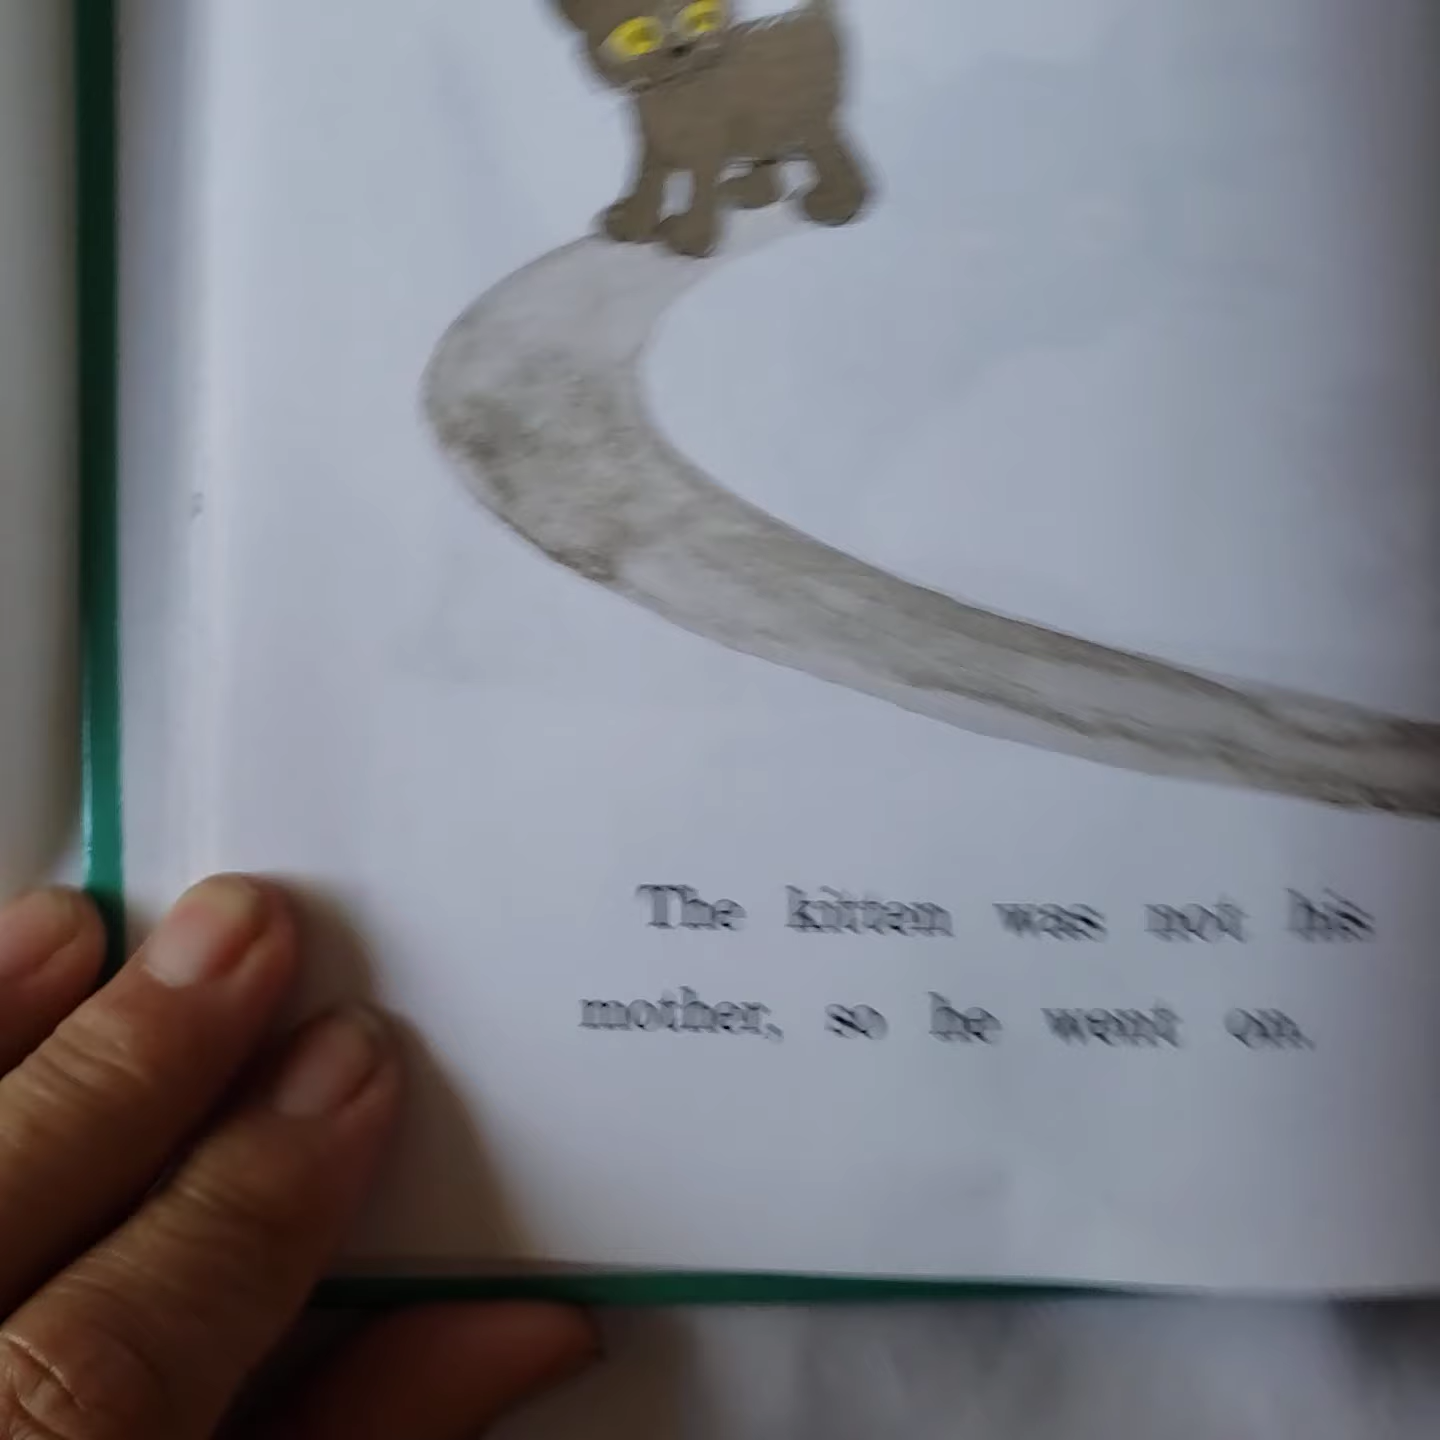 The kitten was not his
mother, so he went on.